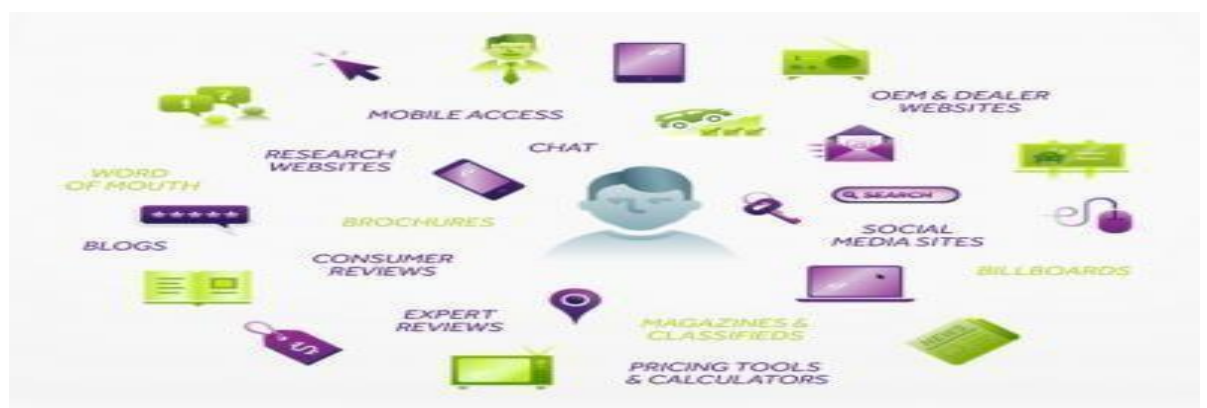 MOBILE ACCESS
OEM & DEALER
WEBSITES
CHAT
RESEARCH
WEBSITES
WORD
OF MOUTH
SEARCH
BROCHURES
SOCIAL
MEDIA SITES
BLOGS
CONSUMER
REVIEWS
BILLBOARDS
EXPERT
REVIEWS
MAGAZINES &
CLASSIFIEDS
NEWS
PRICING TOOLS
& CALCULATORS